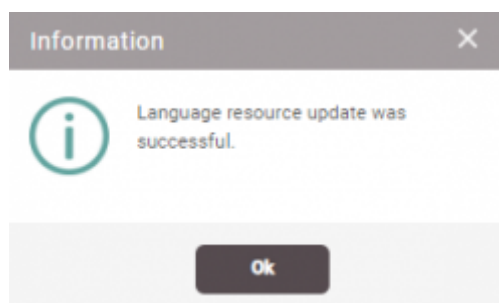 Information
Language resource update was
successful.
Ok